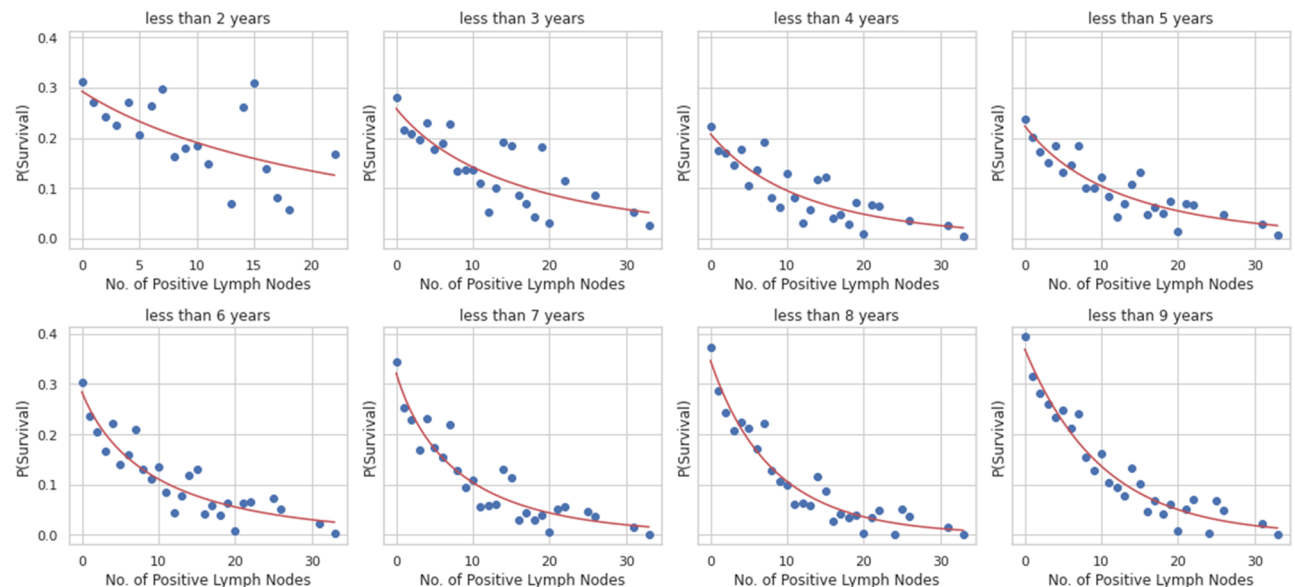 less than 2 years
less than 3 years
less than 4 years
less than 5 years
0.4
0.3
0.2
0.1
0.0
P(Survival)
P(Survival)
P(Survival)
P(Survival)
0 5 10 15 20
0 10 20 30
0 10 20 30
0 10 20 30
No. of Positive Lymph Nodes
No. of Positive Lymph Nodes
No. of Positive Lymph Nodes
No. of Positive Lymph Nodes
less than 6 years
less than 7 years
less than 8 years
less than 9 years
0.4
0.3
0.2
0.1
0.0
P(Survival)
P(Survival)
P(Survival)
P(Survival)
0 10 20 30
0 10 20 30
0 10 20 30
0 10 20 30
No. of Positive Lymph Nodes
No. of Positive Lymph Nodes
No. of Positive Lymph Nodes
No. of Positive Lymph Nodes